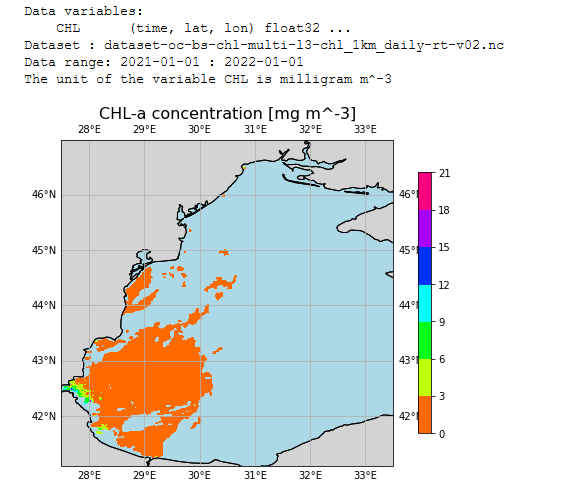 Data variables:
CHL (time, lat, lon) float32 ...
Dataset : dataset-oc-bs-chl-multi-l3-chl_1km_daily-rt-v02.nc
Data range: 2021-01-01 : 2022-01-01
The unit of the variable CHL is milligram m^-3
CHL-a concentration [mg m^-3]
28°E 29°E 30°E 31°E 32°E 33°E
21
46°N 46°N
18
15
45°N 45°N
12
44°N 44°N
9
43°N 43°N
6
3
42°N 42°N
0
28°E 29°E 30°E 31°E 32°E 33°E